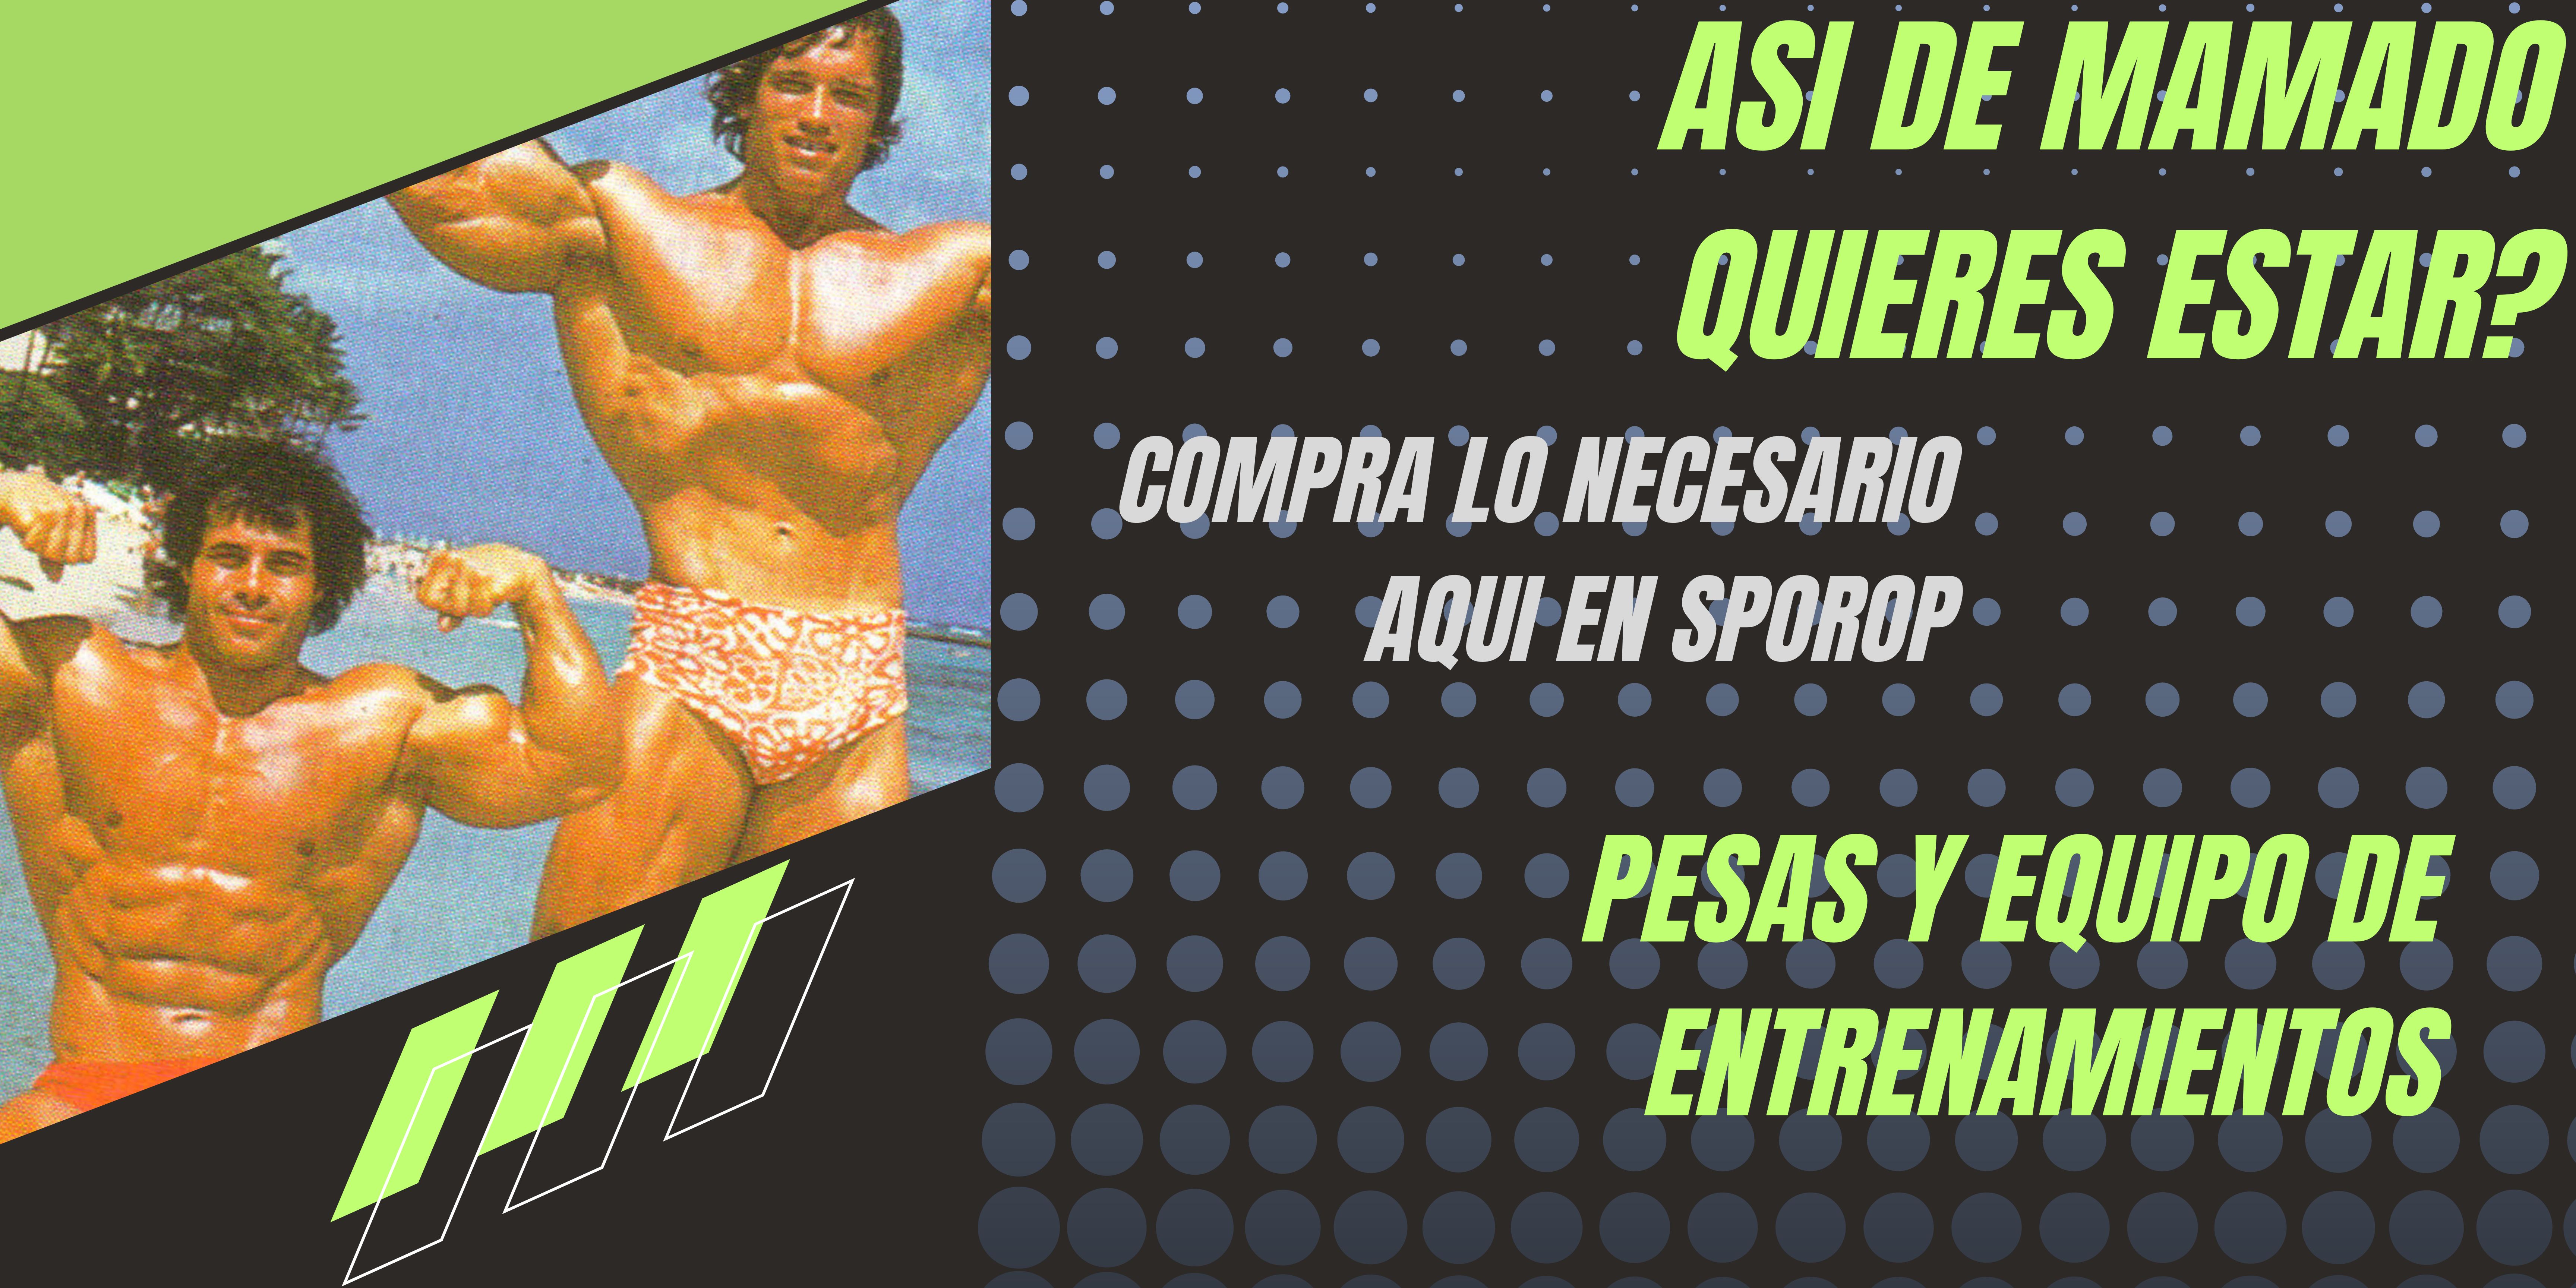 ASI DE MAMADO
QUIERES ESTAR?
COMPRA LO NECESARIO
AQUI EN SPOROP
PESAS Y EQUIPO DE
ENTRENAMIENTOS